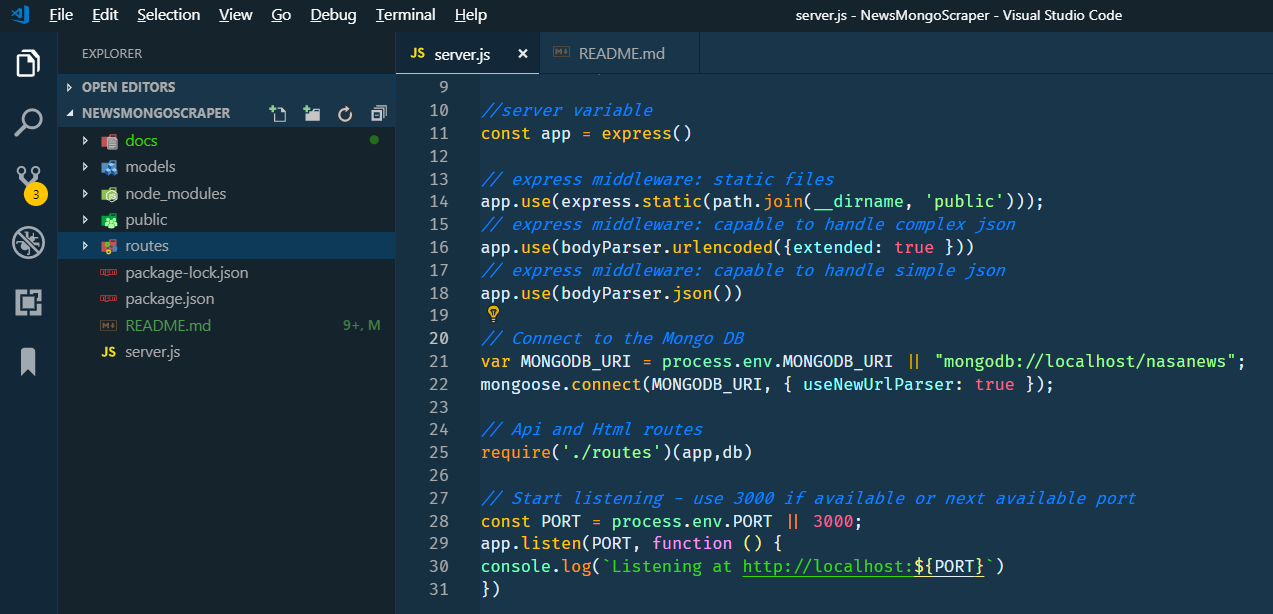 File Edit Selection View Go Debug Terminal Help server.js - NewsMongoScraper - Visual Studio Code
EXPLORER
OPEN EDITORS
NEWSMONGOSCRAPER
docs
models
node_modules
public
routes
package-lock.json
package.json
README.md 9+, M
JS server.js
3
JS server.js × README.md
9
10 //server variable
11 const app = express()
12
13 // express middleware: static files
14 app.use(express.static(path.join(__dirname, 'public')));
15 // express middleware: capable to handle complex json
16 app.use(bodyParser.urlencoded({extended: true }))
17 // express middleware: capable to handle simple json
18 app.use(bodyParser.json())
19
20 // Connect to the Mongo DB
21 var MONGODB_URI = process.env.MONGODB_URI || "mongodb://localhost/nasanews";
22 mongoose.connect(MONGODB_URI, { useNewUrlParser: true });
23
24 // Api and Html routes
25 require('./routes')(app,db)
26
27 // Start listening - use 3000 if available or next available port
28 const PORT = process.env.PORT || 3000;
29 app.listen(PORT, function () {
30 console.log(`Listening at http://localhost:${PORT}`)
31 })